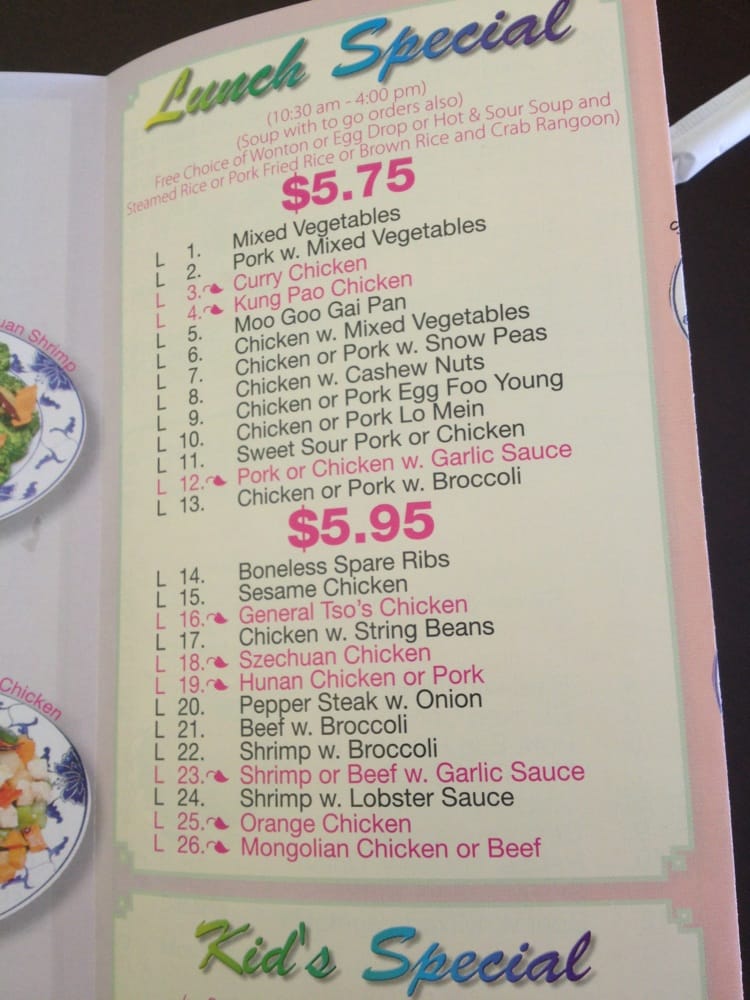 Lunch Special
(10:30 am - 4:00 pm)
(Soup with to go orders also)
Free Choice of Wonton or Egg Drop or Hot & Sour Soup and
Steamed Rice or Pork Fried Rice or Brown Rice and Crab Rangoon)
$5.75
L 1. Mixed Vegetables
L 2. Pork w. Mixed Vegetables
L 3. Curry Chicken
L 4. Kung Pao Chicken
L 5. Moo Goo Gai Pan
L 6. Chicken w. Mixed Vegetables
L 7. Chicken or Pork w. Snow Peas
L 8. Chicken w. Cashew Nuts
L 9. Chicken or Pork Egg Foo Young
L 10. Chicken or Pork Lo Mein
L 11. Sweet Sour Pork or Chicken
L 12. Pork or Chicken w. Garlic Sauce
L 13. Chicken or Pork w. Broccoli
$5.95
L 14. Boneless Spare Ribs
L 15. Sesame Chicken
L 16. General Tso's Chicken
L 17. Chicken w. String Beans
L 18. Szechuan Chicken
L 19. Hunan Chicken or Pork
L 20. Pepper Steak w. Onion
L 21. Beef w. Broccoli
L 22. Shrimp w. Broccoli
L 23. Shrimp or Beef w. Garlic Sauce
L 24. Shrimp w. Lobster Sauce
L 25. Orange Chicken
L 26. Mongolian Chicken or Beef
Kid's Special
uan Shrimp
Chicken